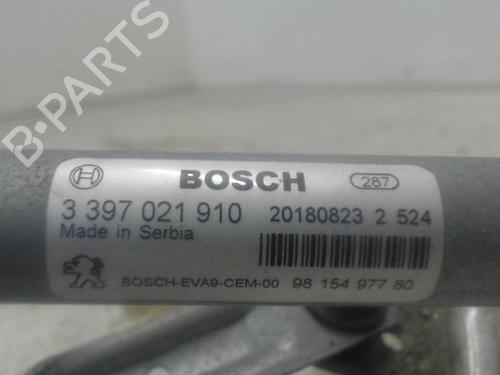 B-PARTS
BOSCH 287
3 397 021 910 20180823 2 524
Made in Serbia
BOSCH-EVA9-CEM-00 98 154 977 80